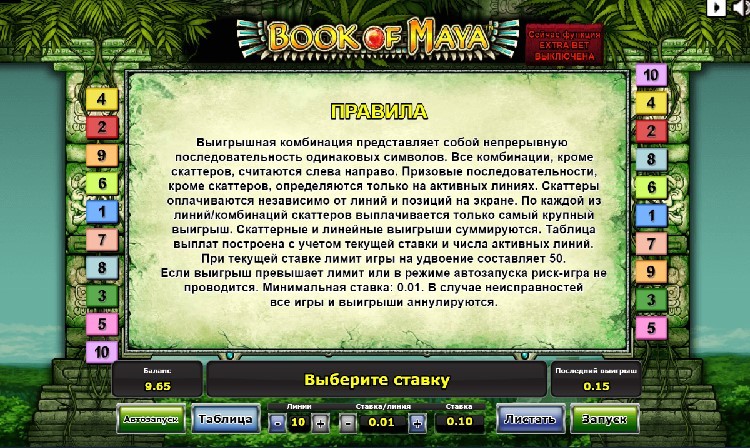 BOOK OF MAYA
Сейчас функция
EXTRA BET
ВЫКЛЮЧЕНА
ПРАВИЛА
Выигрышная комбинация представляет собой непрерывную
последовательность одинаковых символов. Все комбинации, кроме
скаттеров, считаются слева направо. Призовые последовательности,
кроме скаттеров, определяются только на активных линиях. Скаттеры
оплачиваются независимо от линий и позиций на экране. По каждой из
линий/комбинаций скаттеров выплачивается только самый крупный
выигрыш. Скаттерные и линейные выигрыши суммируются. Таблица
выплат построена с учетом текущей ставки и числа активных линий.
При текущей ставке лимит игры на удвоение составляет 50.
Если выигрыш превышает лимит или в режиме автозапуска риск-игра не
проводится. Минимальная ставка: 0.01. В случае неисправностей
все игры и выигрыши аннулируются.
4
2
9
6
1
7
8
3
5
10
10
4
2
8
6
1
7
9
3
5
Баланс
9.65
Выберите ставку
Последний выигрыш
0.15
Автозапуск
Таблица
Линии
- 10 +
Ставка/линия
- 0.01 +
Ставка
0.10
Листать
Запуск